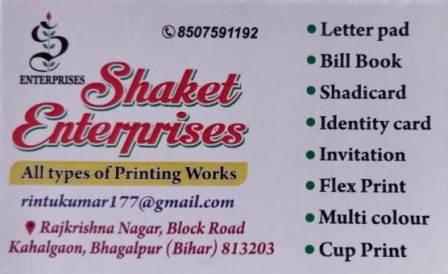 S
ENTERPRISES
8507591192
Shaket
Enterprises
All types of Printing Works
rintukumar177@gmail.com
Rajkrishna Nagar, Block Road
Kahalgaon, Bhagalpur (Bihar) 813203
• Letter pad
• Bill Book
• Shadicard
• Identity card
• Invitation
• Flex Print
• Multi colour
• Cup Print